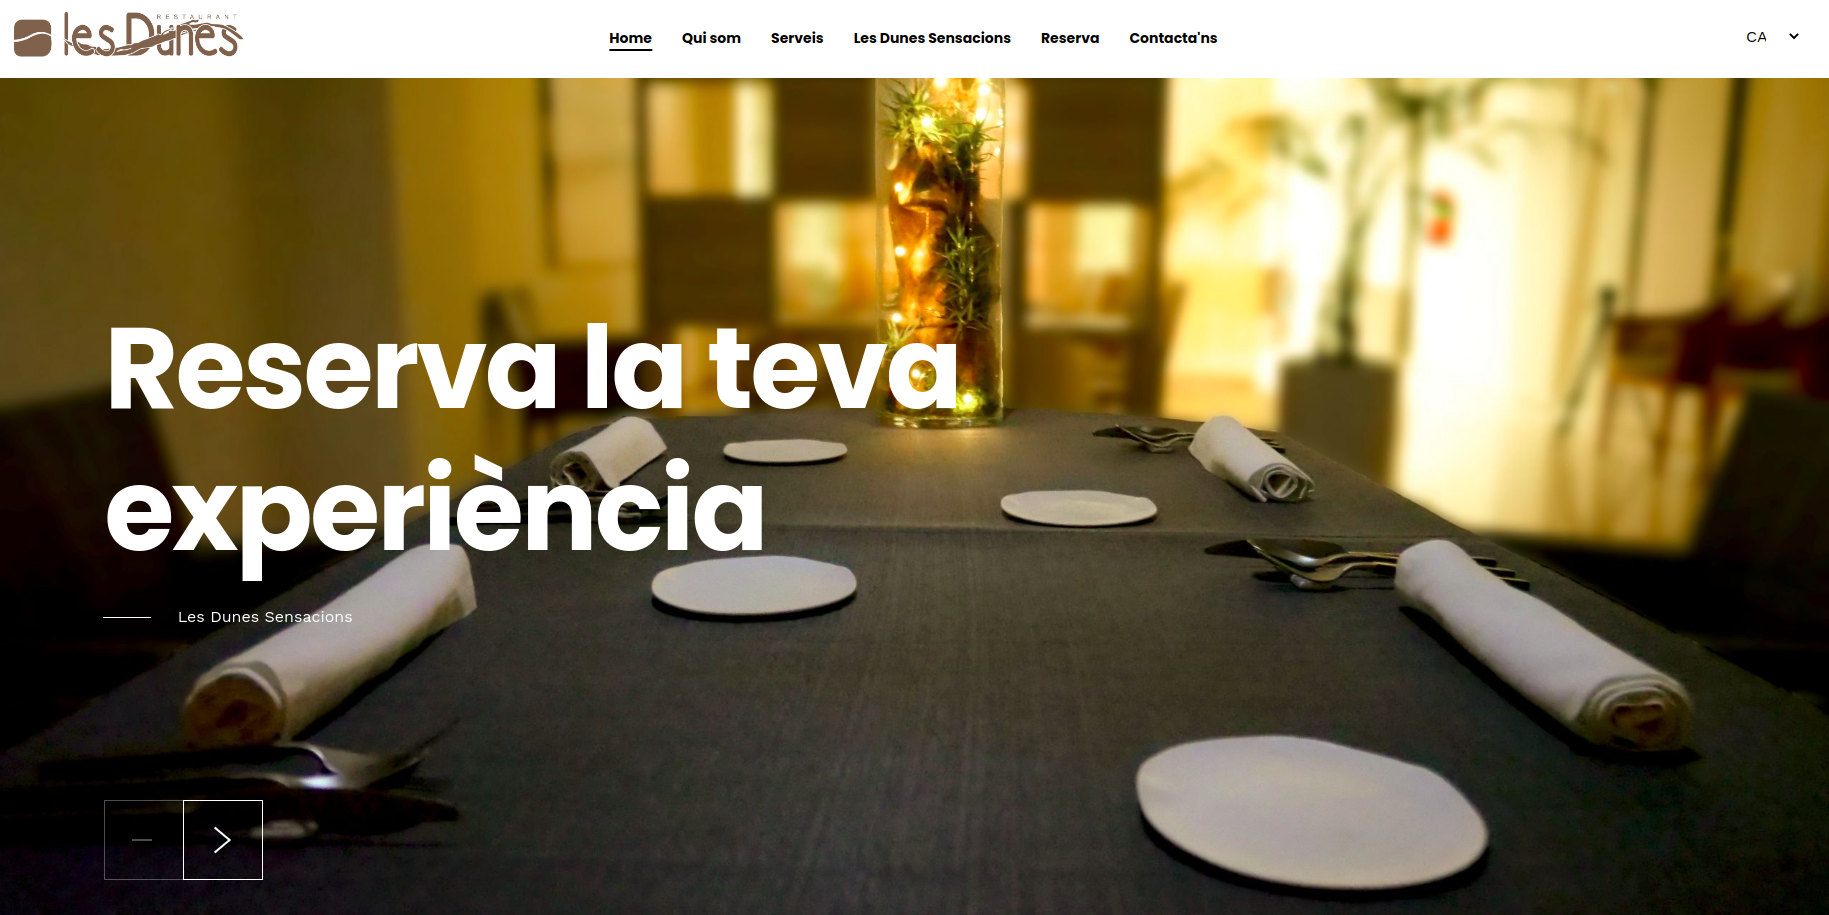 RESTAURANT
les Dunes
Home Qui som Serveis Les Dunes Sensacions Reserva Contacta'ns
CA
Reserva la teva
experiència
Les Dunes Sensacions